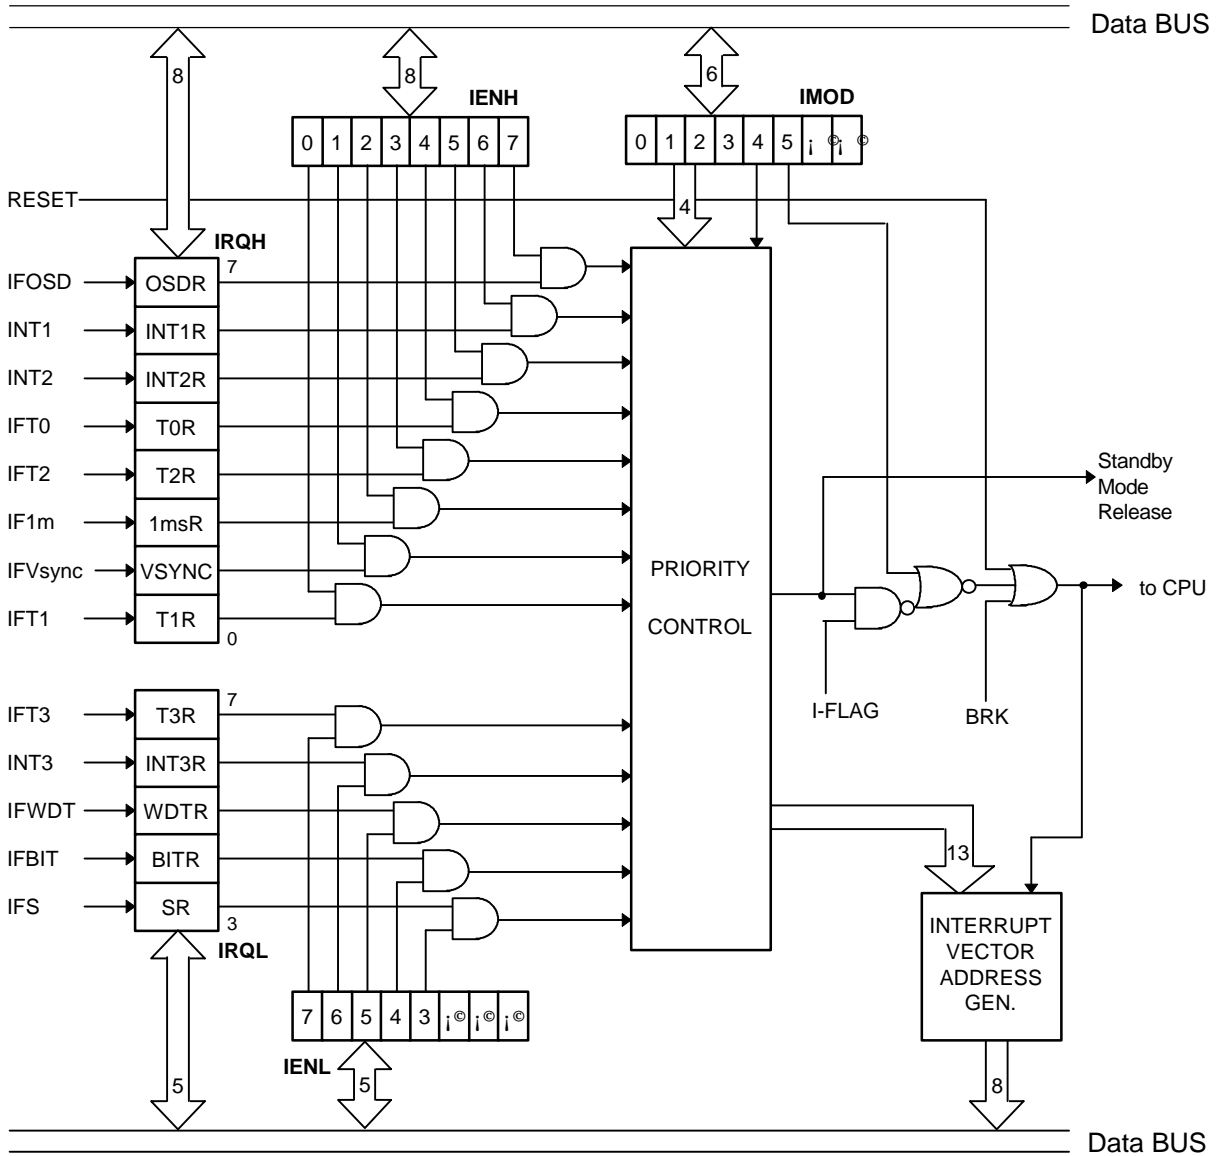 Data BUS
8
8
6
IENH
IMOD
0 1 2 3 4 5 6 7
0 1 2 3 4 5 ¡© ¡©
RESET
4
IRQH
7
IFOSD
OSDR
INT1
INT1R
INT2
INT2R
IFT0
T0R
IFT2
T2R
IF1m
1msR
IFVsync
VSYNC
IFT1
T1R
0
PRIORITY
CONTROL
Standby
Mode
Release
to CPU
I-FLAG
BRK
7
IFT3
T3R
INT3
INT3R
IFWDT
WDTR
IFBIT
BITR
IFS
SR
3
IRQL
13
INTERRUPT
VECTOR
ADDRESS
GEN.
7 6 5 4 3 ¡© ¡© ¡©
IENL
5
5
8
Data BUS